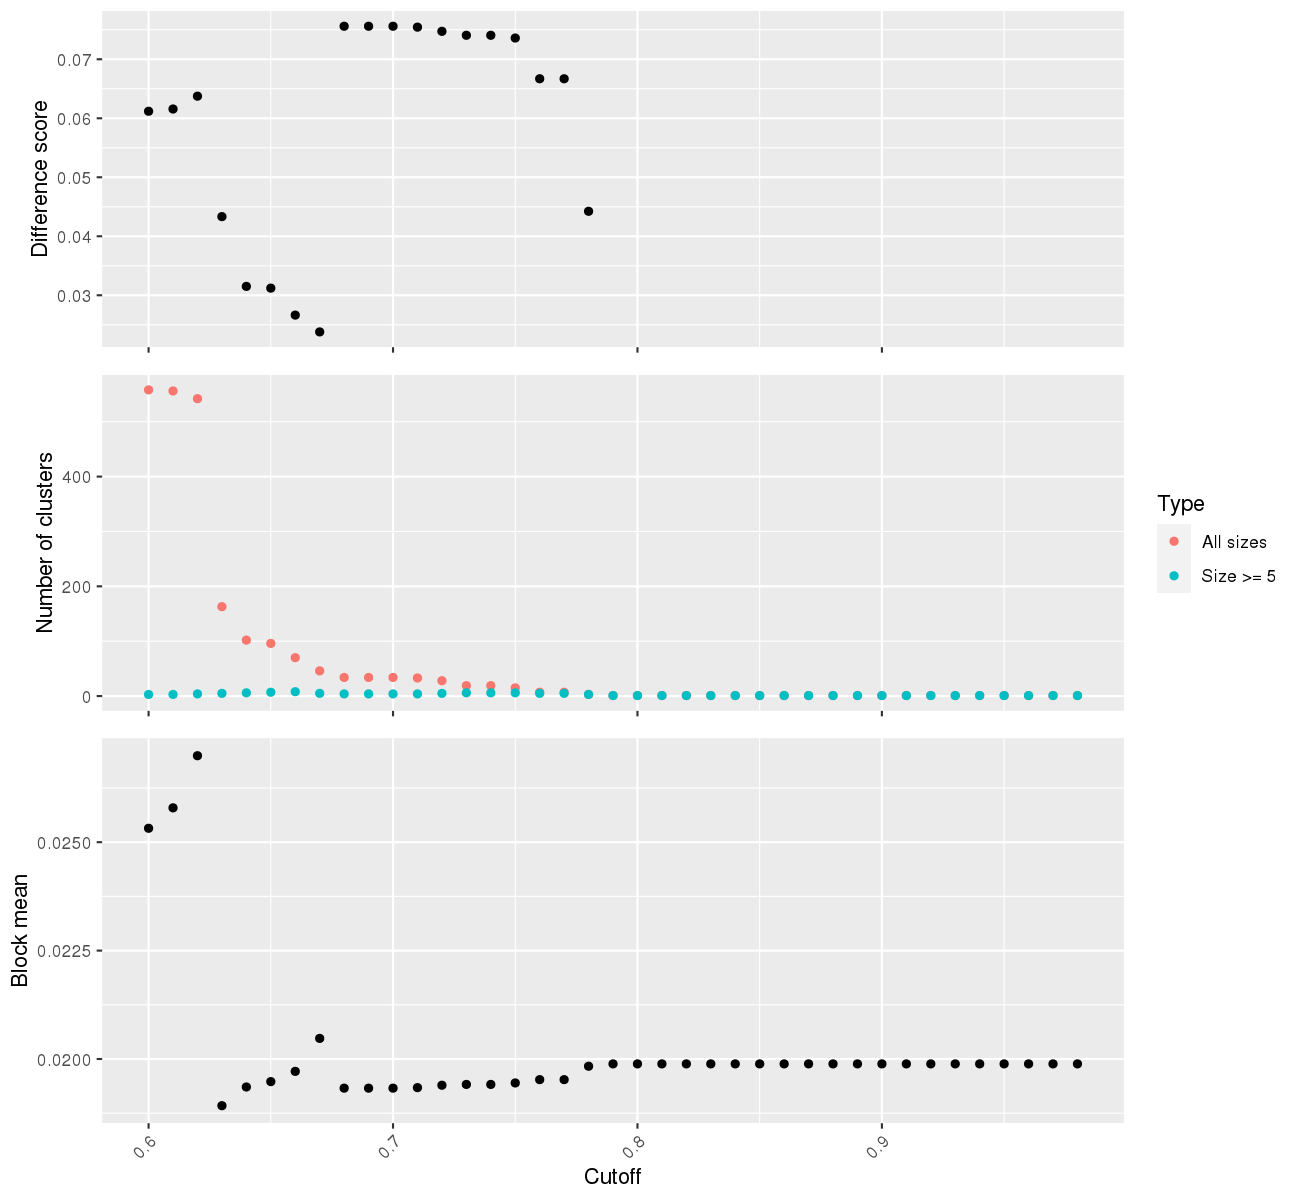 Difference score
0.07
0.06
0.05
0.04
0.03
Number of clusters
400
200
0
Type
All sizes
Size >= 5
Block mean
0.0250
0.0225
0.0200
0.6
0.7
0.8
0.9
Cutoff